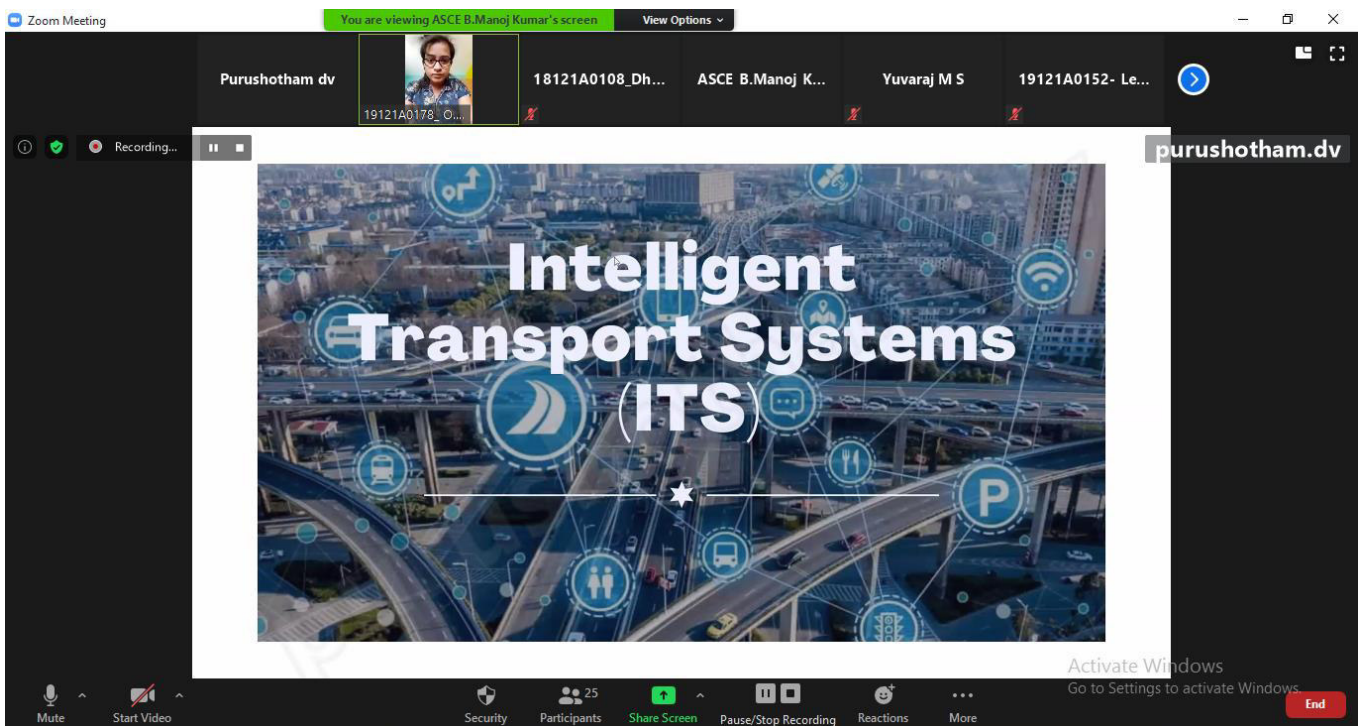 Zoom Meeting
You are viewing ASCE B.Manoj Kumar's screen
View Options
Purushotham dv
19121A0178_ O....
18121A0108_Dh...
ASCE B.Manoj K...
Yuvaraj M S
19121A0152- Le...
Recording...
purushotham.dv
Intelligent
Transport Systems
(ITS)
P
Activate Windows
Go to Settings to activate Windows.
Mute
Start Video
Security
Participants
25
Share Screen
Pause/Stop Recording
Reactions
More
End